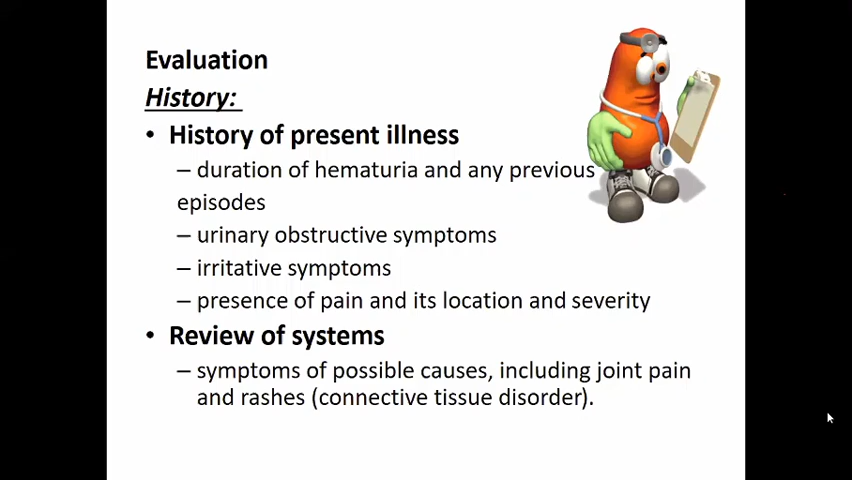 Evaluation
History:
• History of present illness
– duration of hematuria and any previous
episodes
– urinary obstructive symptoms
– irritative symptoms
– presence of pain and its location and severity
• Review of systems
– symptoms of possible causes, including joint pain
and rashes (connective tissue disorder).